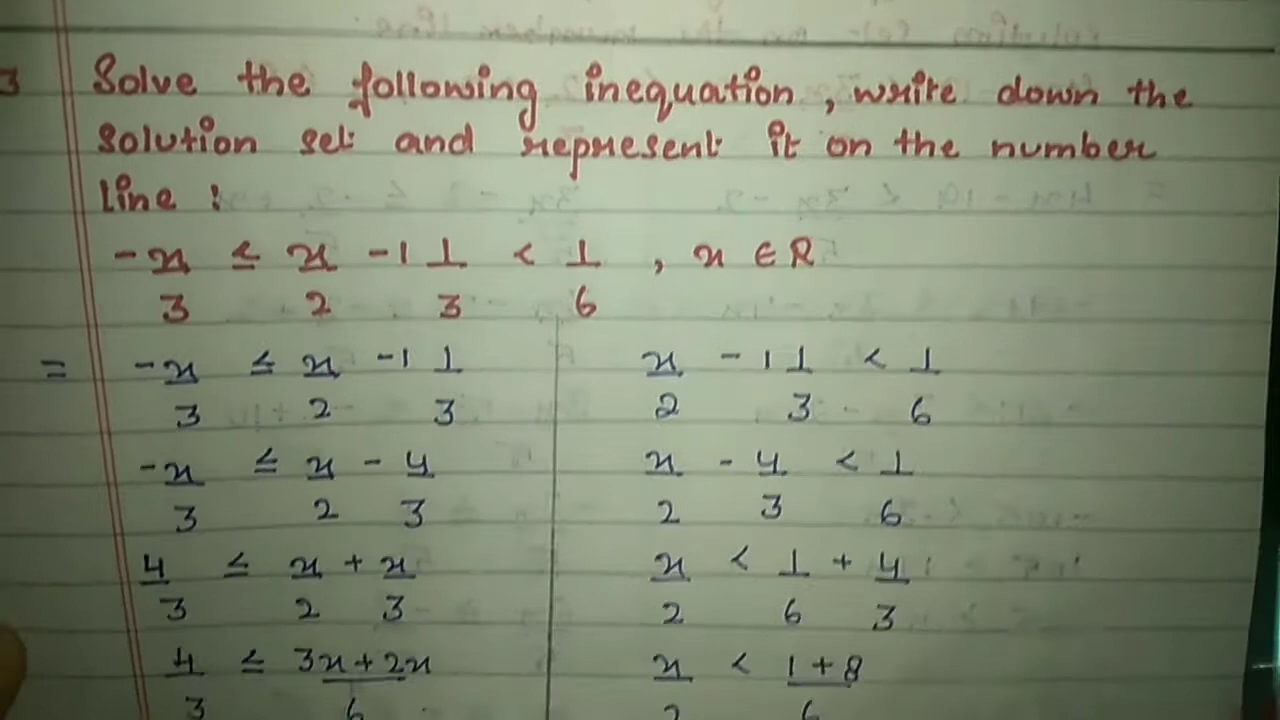 3 Solve the following inequation, write down the
solution set and represent it on the number
line :
-x/3 ≤ x/2 - 1 1/3 < 1/6 , x ∈ R
= -x/3 ≤ x/2 - 1 1/3
-x/3 ≤ x/2 - 4/3
4/3 ≤ x/2 + x/3
4/3 ≤ 3x+2x/6
x/2 - 1 1/3 < 1/6
x/2 - 4/3 < 1/6
x/2 < 1/6 + 4/3
x/2 < 1+8/6